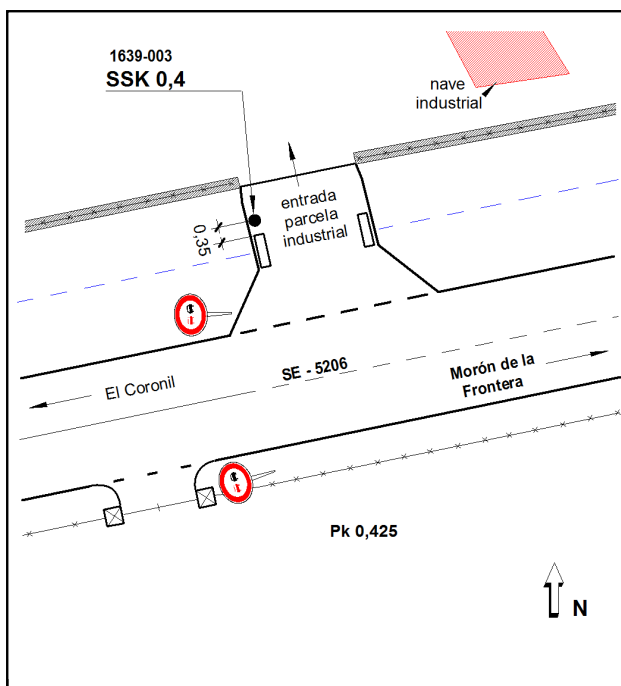 1639-003
SSK 0,4
nave
industrial
entrada
parcela
industrial
0,35
El Coronil
SE - 5206
Morón de la
Frontera
Pk 0,425
N